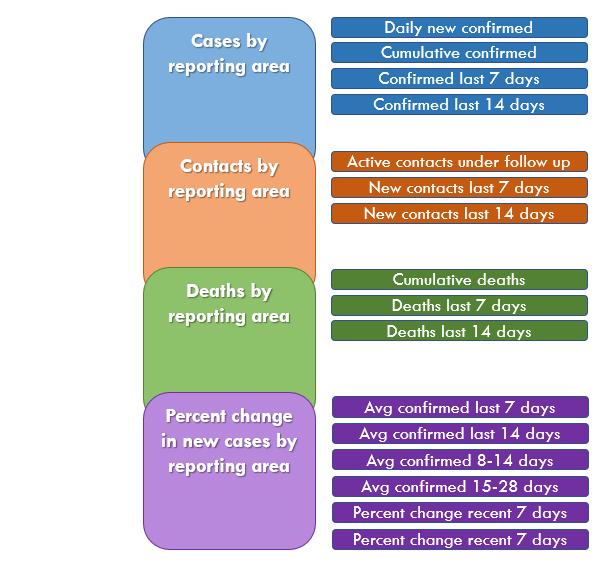 Cases by
reporting area
Daily new confirmed
Cumulative confirmed
Confirmed last 7 days
Confirmed last 14 days
Contacts by
reporting area
Active contacts under follow up
New contacts last 7 days
New contacts last 14 days
Deaths by
reporting area
Cumulative deaths
Deaths last 7 days
Deaths last 14 days
Percent change
in new cases by
reporting area
Avg confirmed last 7 days
Avg confirmed last 14 days
Avg confirmed 8-14 days
Avg confirmed 15-28 days
Percent change recent 7 days
Percent change recent 7 days